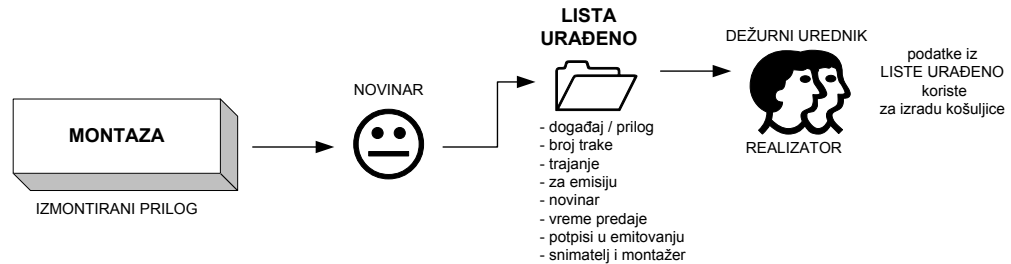 MONTAZA
IZMONTIRANI PRILOG
NOVINAR
LISTA
URAĐENO
- događaj / prilog
- broj trake
- trajanje
- za emisiju
- novinar
- vreme predaje
- potpisi u emitovanju
- snimatelj i montažer
DEŽURNI UREDNIK
REALIZATOR
podatke iz
LISTE URAĐENO
koriste
za izradu košuljice